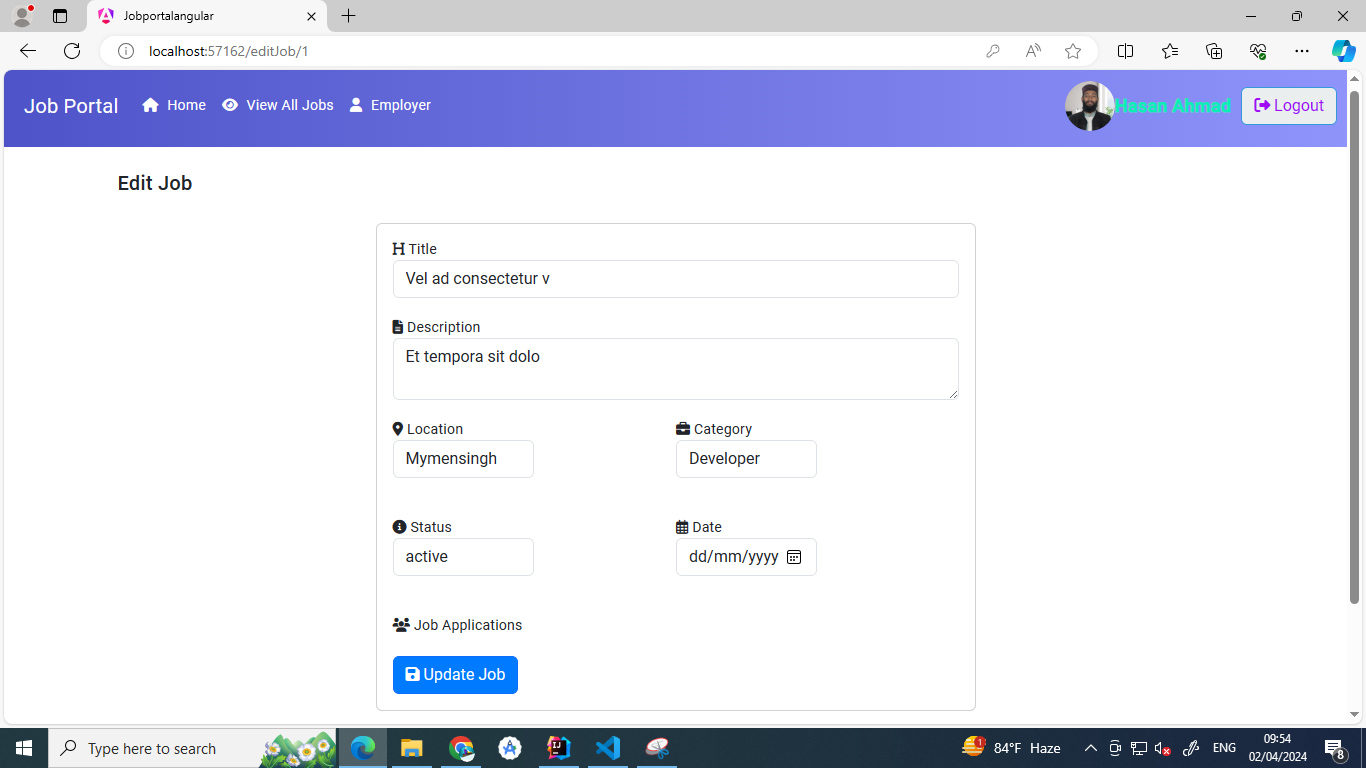 Jobportalangular
localhost:57162/editJob/1
Job Portal Home View All Jobs Employer Hasan Ahmad Logout
Edit Job
Title
Vel ad consectetur v
Description
Et tempora sit dolo
Location Category
Mymensingh Developer
Status Date
active dd/mm/yyyy
Job Applications
Update Job
Type here to search 1 84°F Haze ENG 09:54
02/04/2024 8